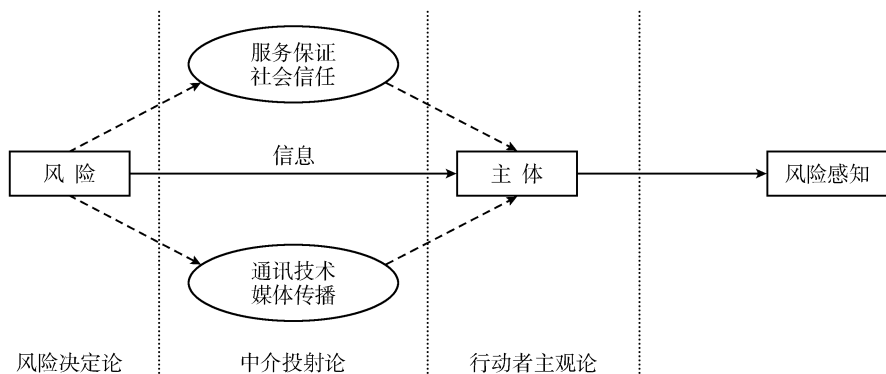 服务保证
社会信任
信息
风 险
主 体
风险感知
通讯技术
媒体传播
风险决定论
中介投射论
行动者主观论